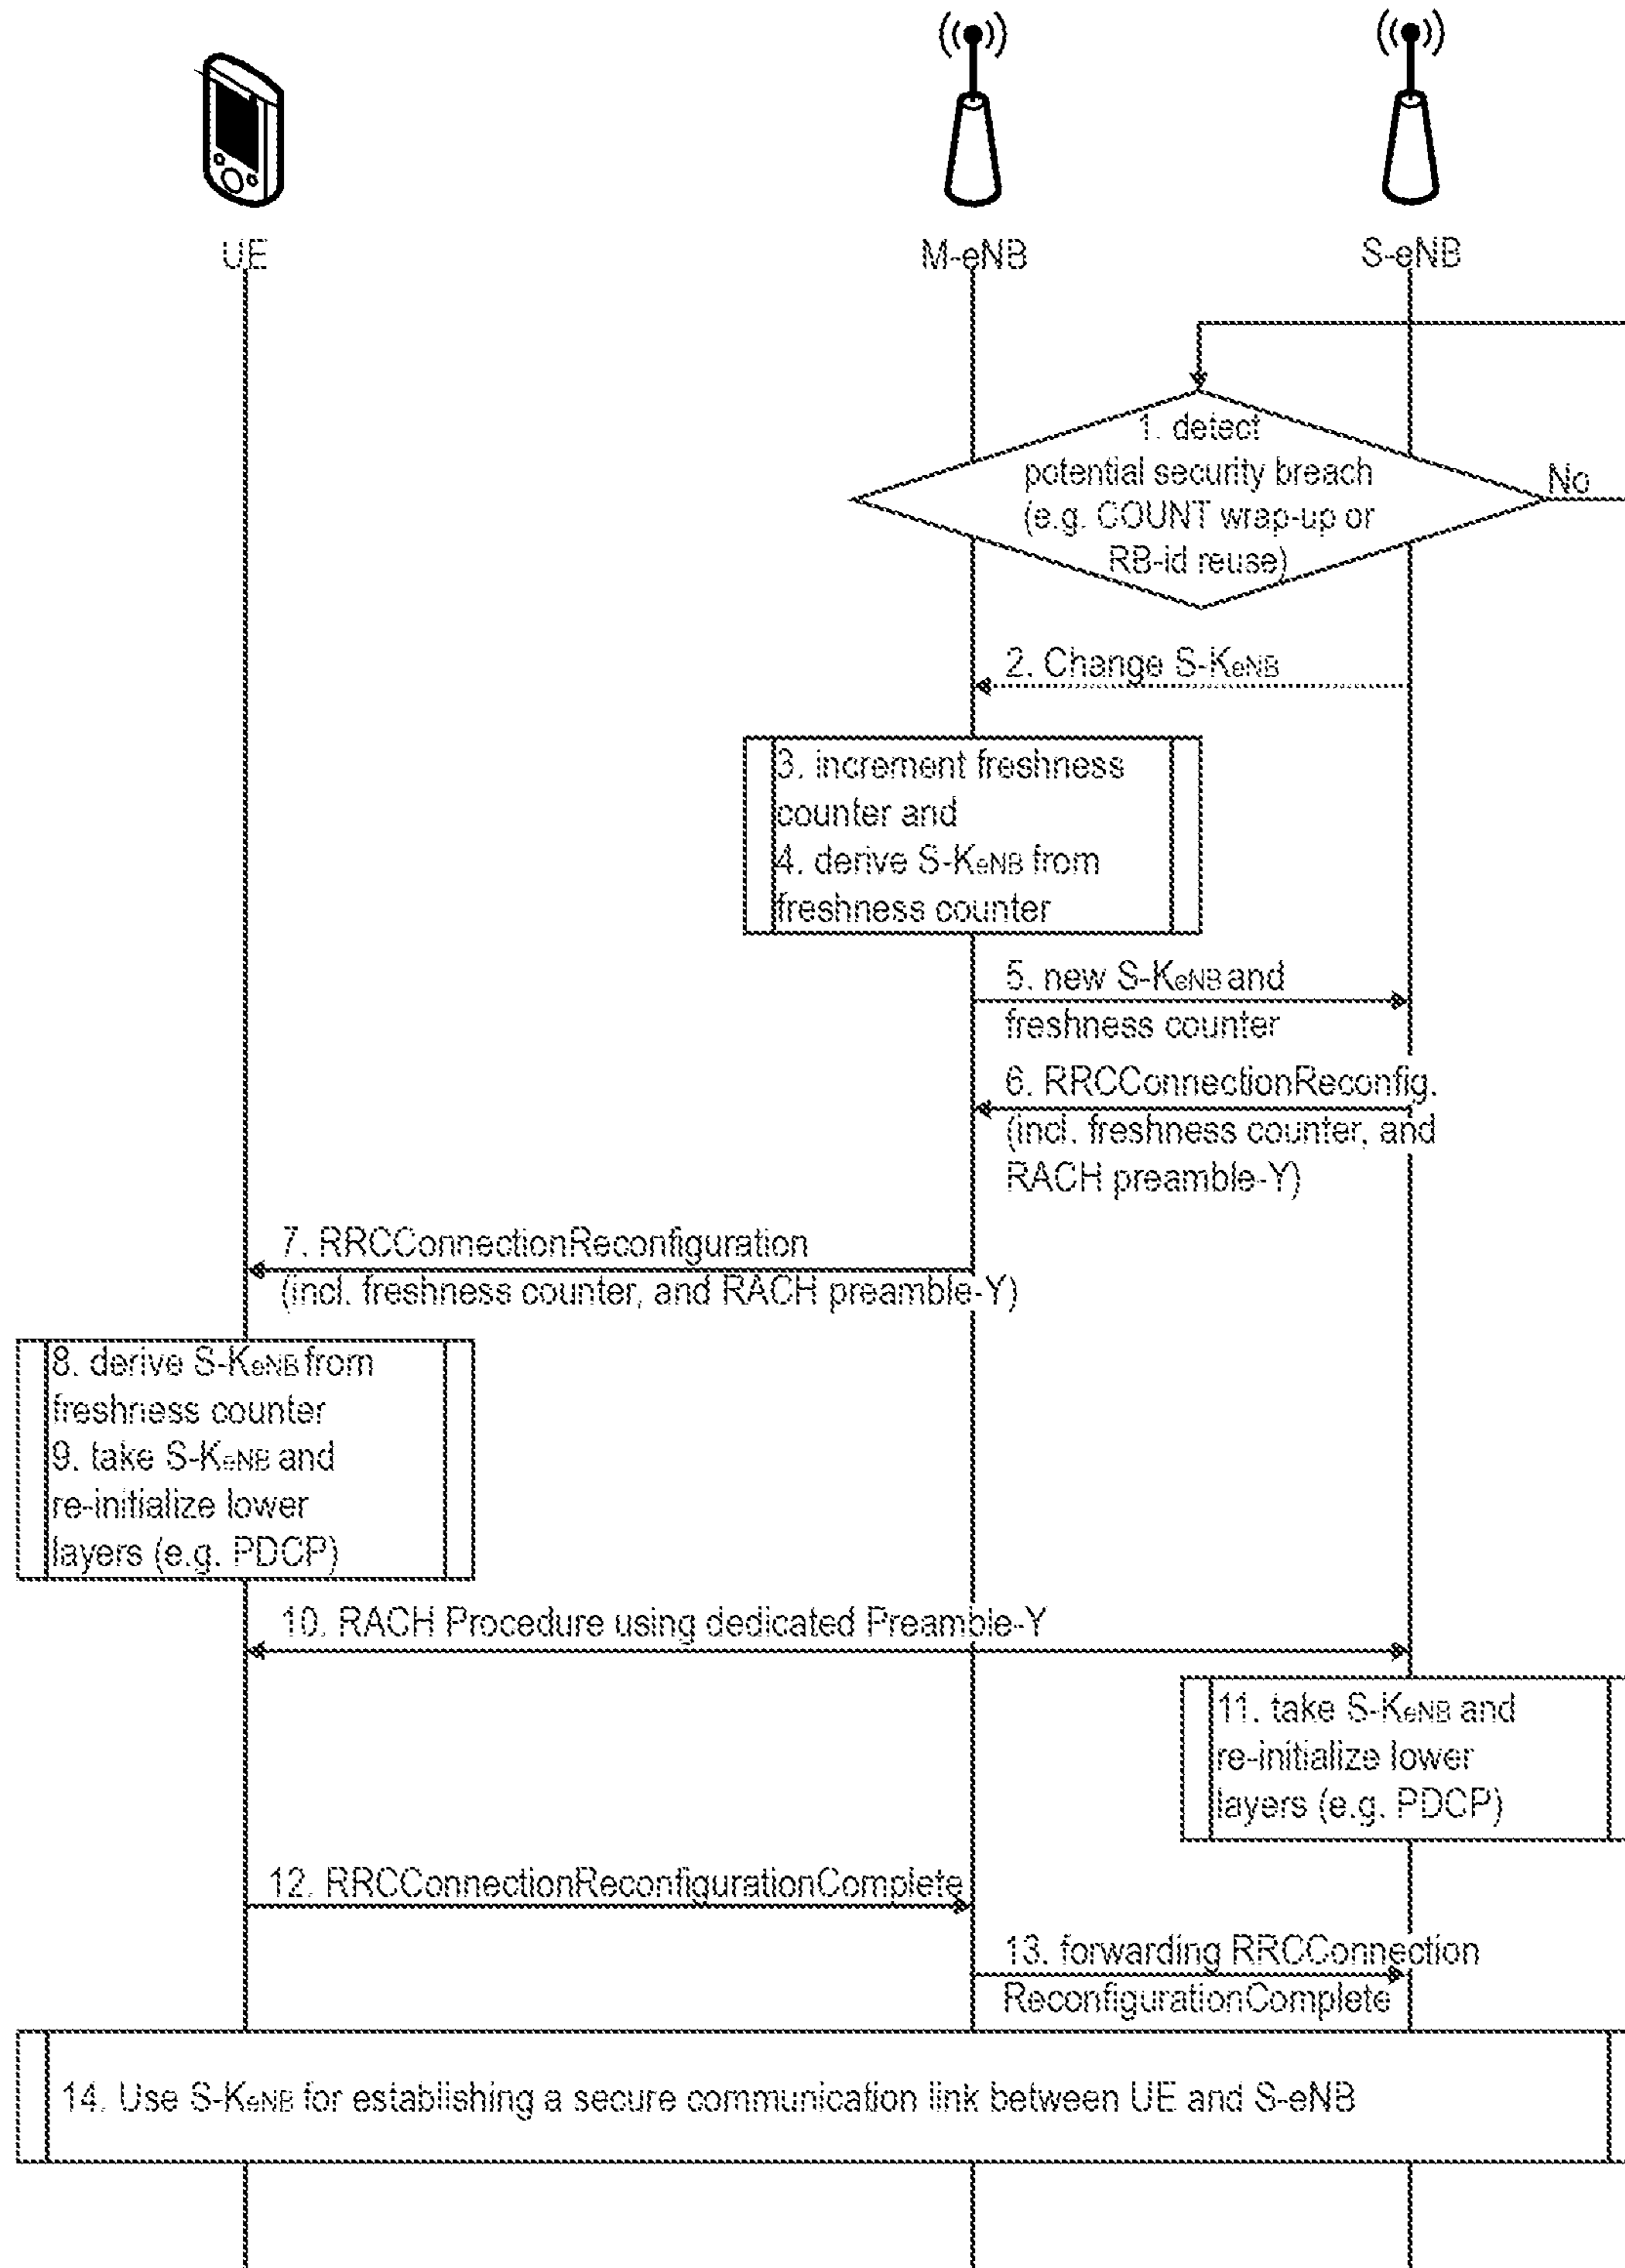 UE
M-eNB
S-eNB
1. detect
potential security breach
(e.g. COUNT wrap-up or
RB-id reuse)
No
2. Change S-KeNB
3. increment freshness
counter and
4. derive S-KeNB from
freshness counter
5. new S-KeNB and
freshness counter
6. RRCConnectionReconfig.
(incl. freshness counter, and
RACH preamble-Y)
7. RRCConnectionReconfiguration
(incl. freshness counter, and RACH preamble-Y)
8. derive S-KeNB from
freshness counter
9. take S-KeNB and
re-initialize lower
layers (e.g. PDCP)
10. RACH Procedure using dedicated Preamble-Y
11. take S-KeNB and
re-initialize lower
layers (e.g. PDCP)
12. RRCConnectionReconfigurationComplete
13. forwarding RRCConnection
ReconfigurationComplete
14. Use S-KeNB for establishing a secure communication link between UE and S-eNB